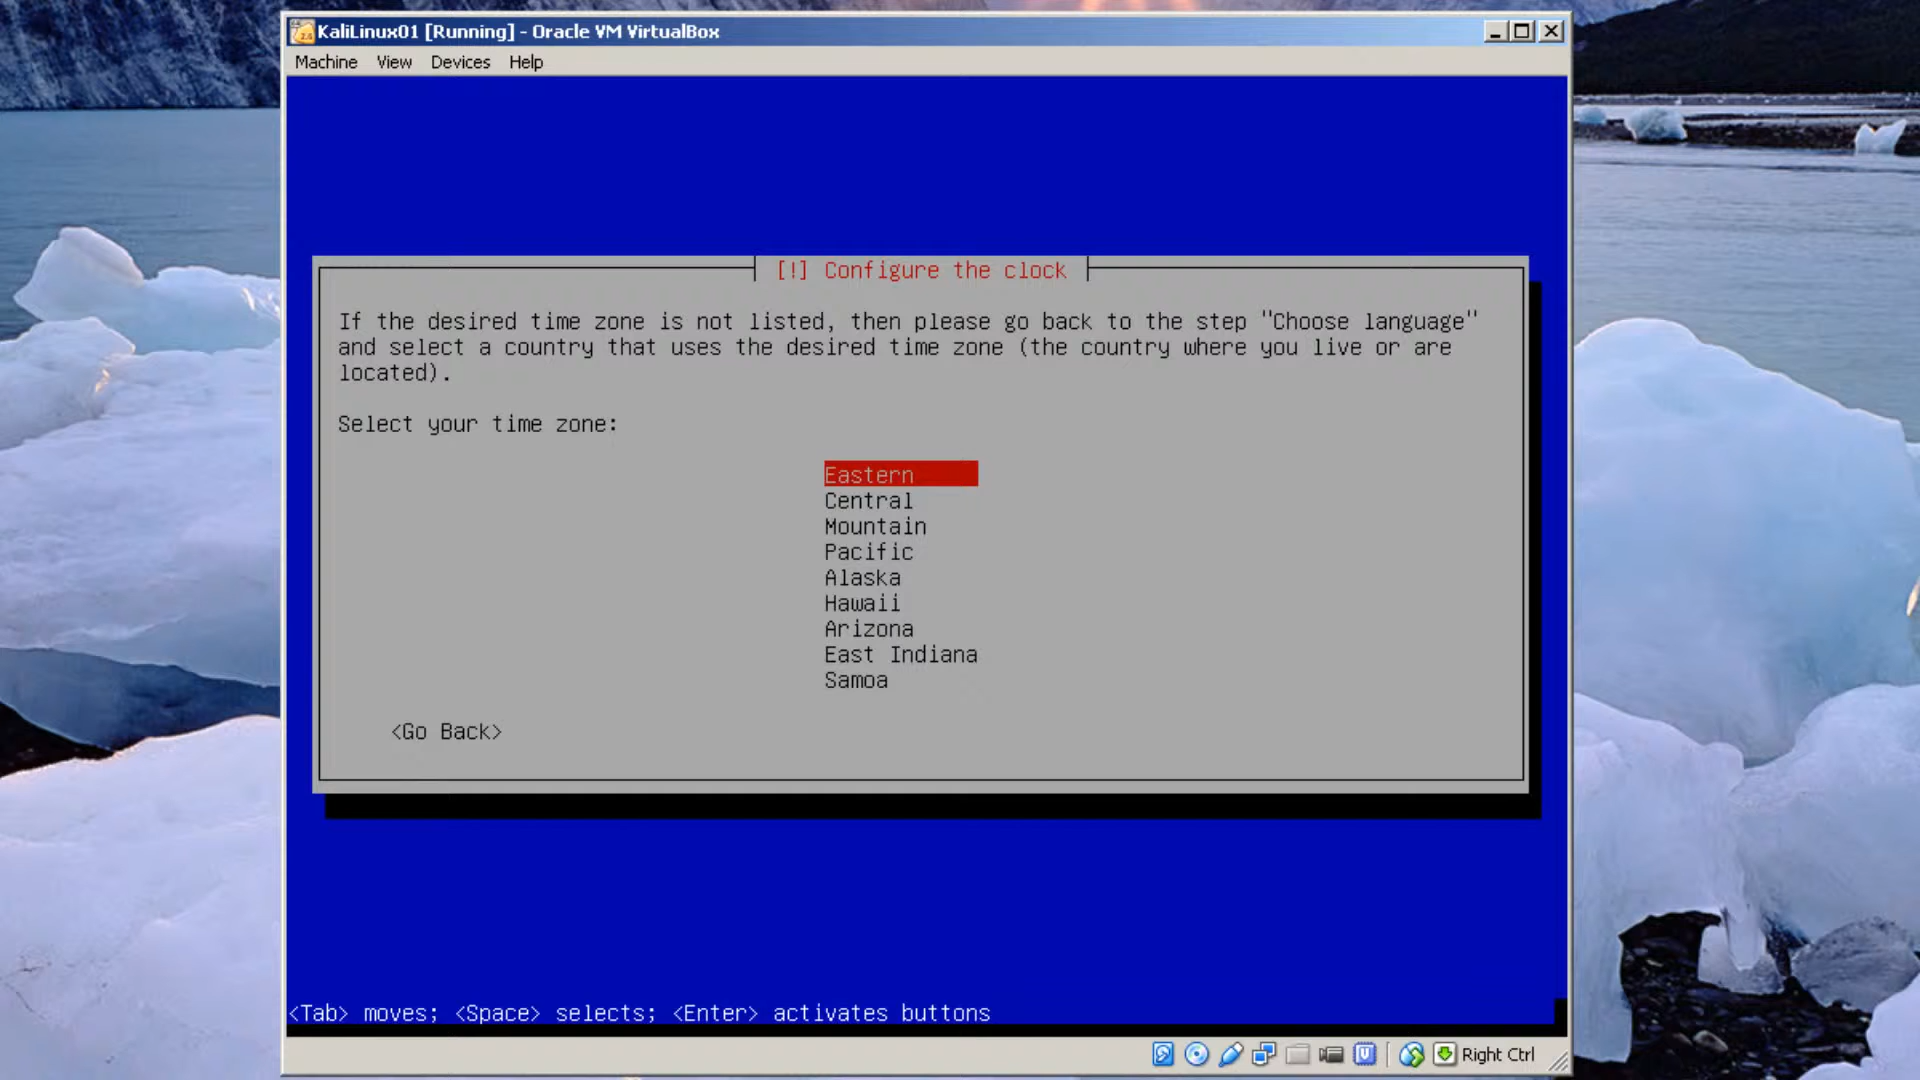 KaliLinux01 [Running] - Oracle VM VirtualBox
Machine View Devices Help
[!] Configure the clock
If the desired time zone is not listed, then please go back to the step "Choose language"
and select a country that uses the desired time zone (the country where you live or are
located).
Select your time zone:
Eastern
Central
Mountain
Pacific
Alaska
Hawaii
Arizona
East Indiana
Samoa
<Go Back>
<Tab> moves; <Space> selects; <Enter> activates buttons
Right Ctrl